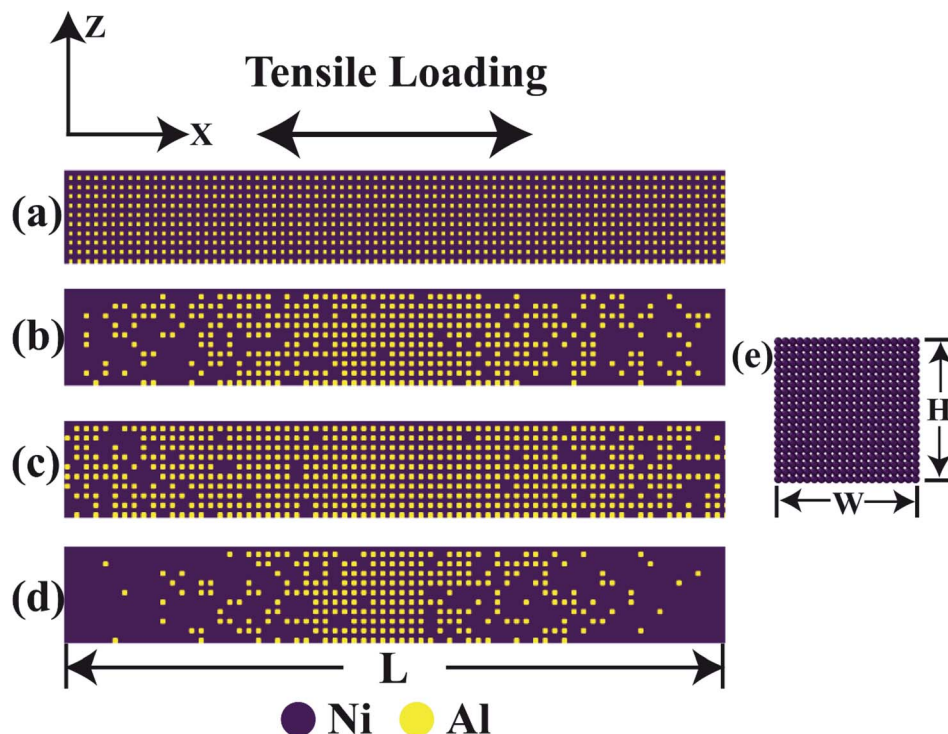 Z
Tensile Loading
X
(a)
(b)
(e)
H
(c)
W
(d)
L
Ni Al